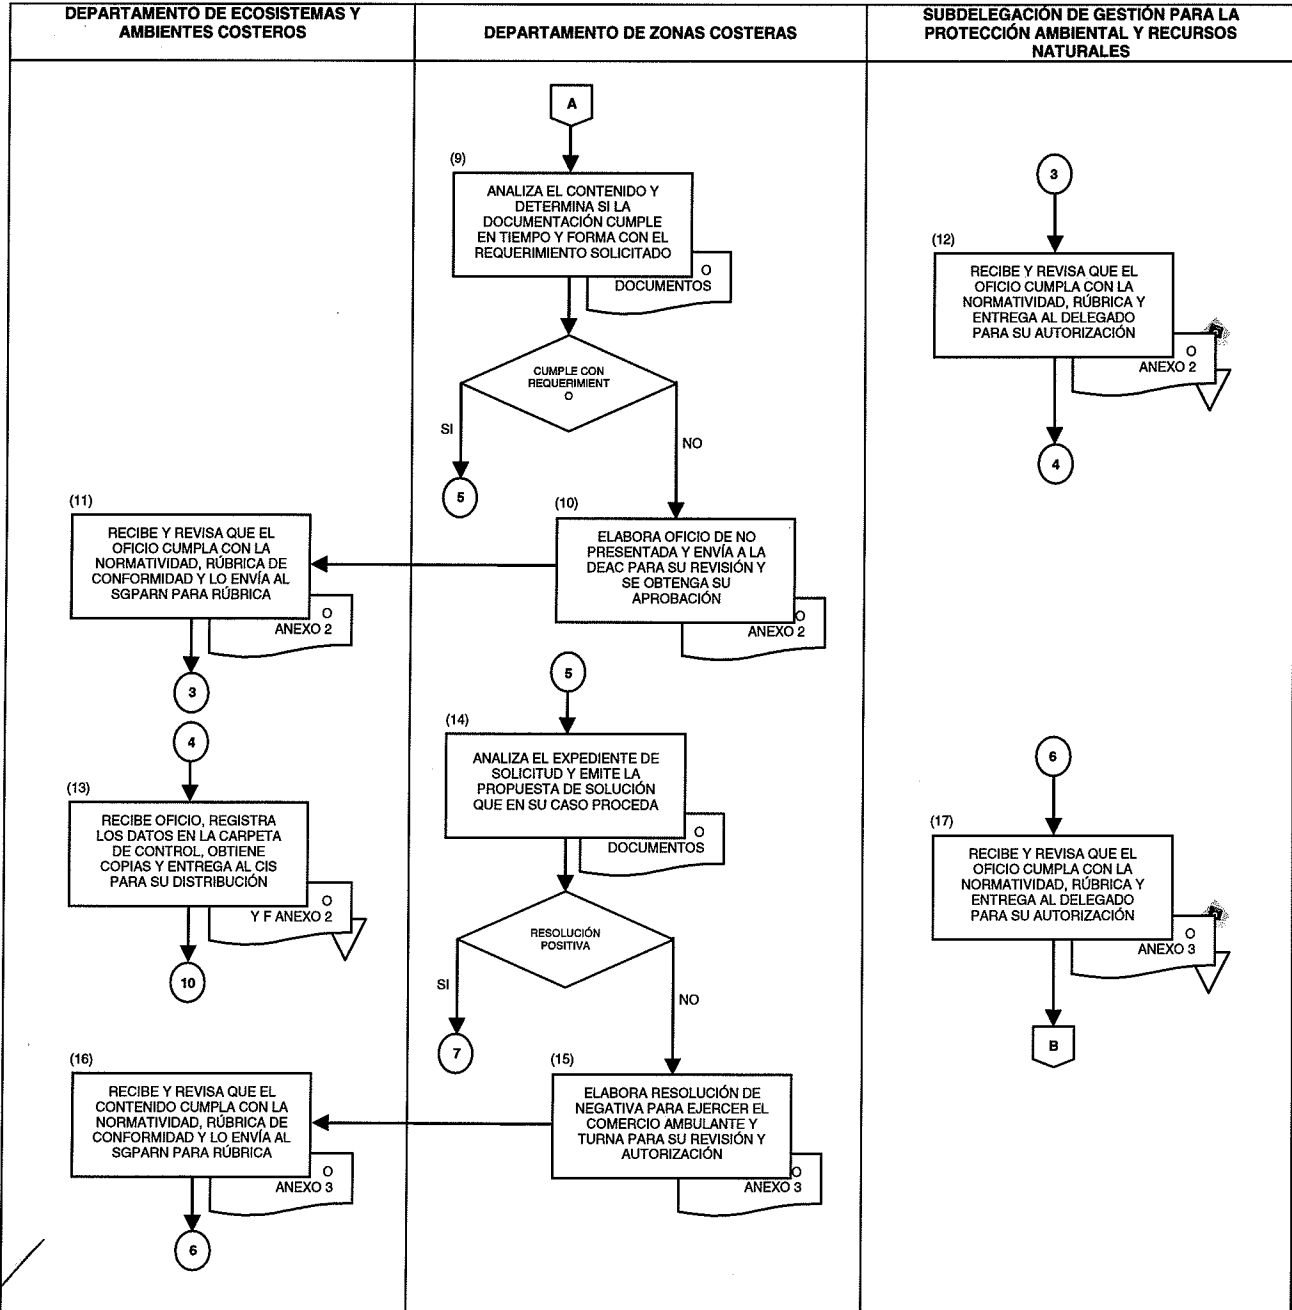 DEPARTAMENTO DE ECOSISTEMAS Y
AMBIENTES COSTEROS
DEPARTAMENTO DE ZONAS COSTERAS
SUBDELEGACIÓN DE GESTIÓN PARA LA
PROTECCIÓN AMBIENTAL Y RECURSOS
NATURALES
A
(9)
ANALIZA EL CONTENIDO Y
DETERMINA SI LA
DOCUMENTACIÓN CUMPLE
EN TIEMPO Y FORMA CON EL
REQUERIMIENTO SOLICITADO
O
DOCUMENTOS
CUMPLE CON
REQUERIMIENT
O
SI
NO
5
3
(12)
RECIBE Y REVISA QUE EL
OFICIO CUMPLA CON LA
NORMATIVIDAD, RÚBRICA Y
ENTREGA AL DELEGADO
PARA SU AUTORIZACIÓN
O
ANEXO 2
4
(10)
ELABORA OFICIO DE NO
PRESENTADA Y ENVÍA A LA
DEAC PARA SU REVISIÓN Y
SE OBTENGA SU
APROBACIÓN
O
ANEXO 2
(11)
RECIBE Y REVISA QUE EL
OFICIO CUMPLA CON LA
NORMATIVIDAD, RÚBRICA DE
CONFORMIDAD Y LO ENVÍA AL
SGPARN PARA RÚBRICA
O
ANEXO 2
3
4
(13)
RECIBE OFICIO, REGISTRA
LOS DATOS EN LA CARPETA
DE CONTROL, OBTIENE
COPIAS Y ENTREGA AL CIS
PARA SU DISTRIBUCIÓN
O
Y F ANEXO 2
10
5
(14)
ANALIZA EL EXPEDIENTE DE
SOLICITUD Y EMITE LA
PROPUESTA DE SOLUCIÓN
QUE EN SU CASO PROCEDA
O
DOCUMENTOS
RESOLUCIÓN
POSITIVA
SI
NO
7
(15)
ELABORA RESOLUCIÓN DE
NEGATIVA PARA EJERCER EL
COMERCIO AMBULANTE Y
TURNA PARA SU REVISIÓN Y
AUTORIZACIÓN
O
ANEXO 3
(16)
RECIBE Y REVISA QUE EL
CONTENIDO CUMPLA CON LA
NORMATIVIDAD, RÚBRICA DE
CONFORMIDAD Y LO ENVÍA AL
SGPARN PARA RÚBRICA
O
ANEXO 3
6
6
(17)
RECIBE Y REVISA QUE EL
OFICIO CUMPLA CON LA
NORMATIVIDAD, RÚBRICA Y
ENTREGA AL DELEGADO
PARA SU AUTORIZACIÓN
O
ANEXO 3
B